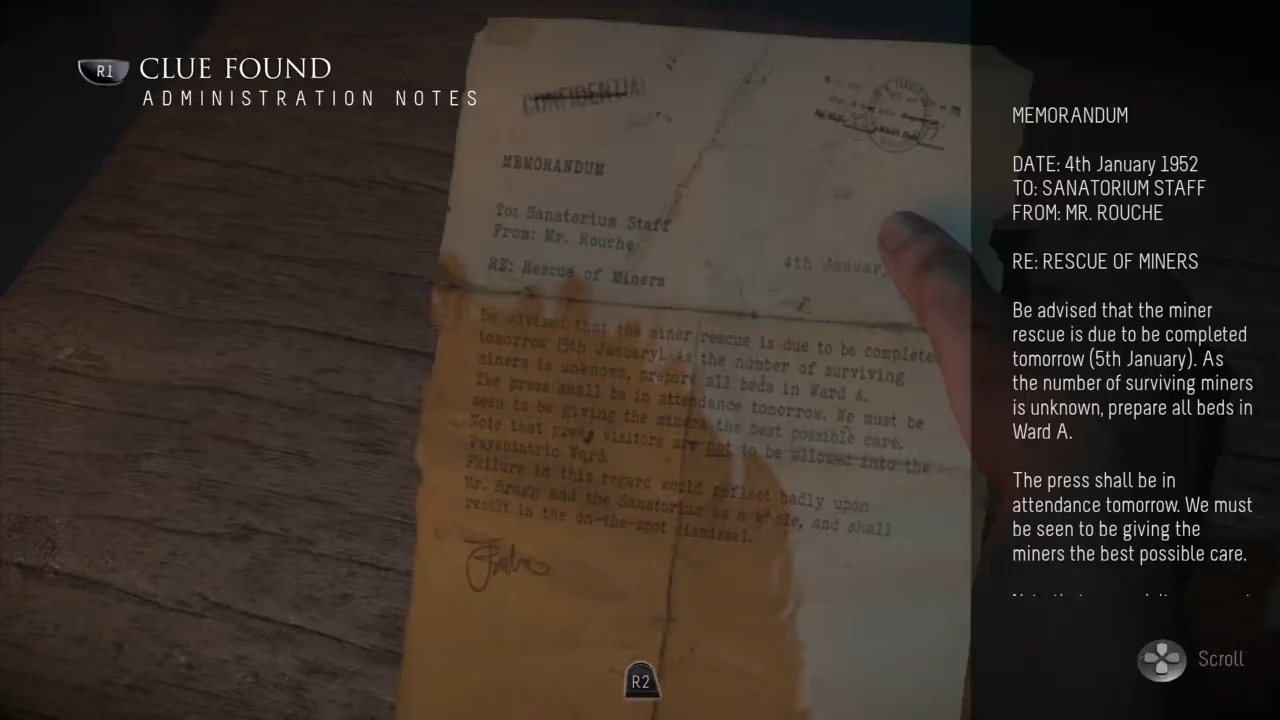 R1 CLUE FOUND
ADMINISTRATION NOTES
CONFIDENTIAL
MEMORANDUM
To: Sanatorium Staff
From: Mr. Rouche
4th January
RE: Rescue of Miners
Be advised that the miner rescue is due to be complete
tomorrow (5th January). As the number of surviving
miners is unknown, prepare all beds in Ward A.
The press shall be in attendance tomorrow. We must be
seen to be giving the miners the best possible care.
Note that press visitors are not to be allowed into the
Psychiatric Ward.
Failure in this regard would reflect badly upon
Mr. Bragg and the Sanatorium as a whole, and shall
result in the on-the-spot dismissal.
MEMORANDUM
DATE: 4th January 1952
TO: SANATORIUM STAFF
FROM: MR. ROUCHE
RE: RESCUE OF MINERS
Be advised that the miner
rescue is due to be completed
tomorrow (5th January). As
the number of surviving miners
is unknown, prepare all beds in
Ward A.
The press shall be in
attendance tomorrow. We must
be seen to be giving the
miners the best possible care.
R2
Scroll